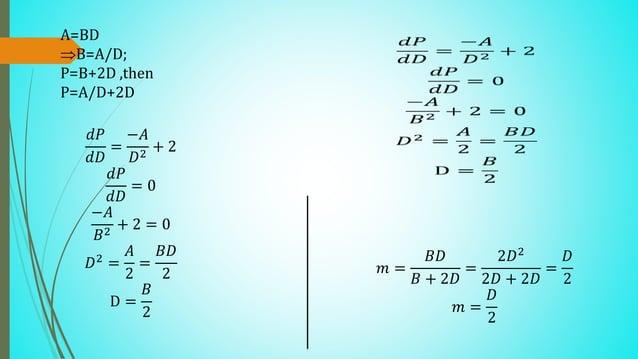 A=BD
⇒B=A/D;
P=B+2D ,then
P=A/D+2D
dP/dD = −A/D² + 2
dP/dD = 0
−A/B² + 2 = 0
D² = A/2 = BD/2
D = B/2
dP/dD = −A/D² + 2
dP/dD = 0
−A/B² + 2 = 0
D² = A/2 = BD/2
D = B/2
m = BD/(B + 2D) = 2D²/(2D + 2D) = D/2
m = D/2